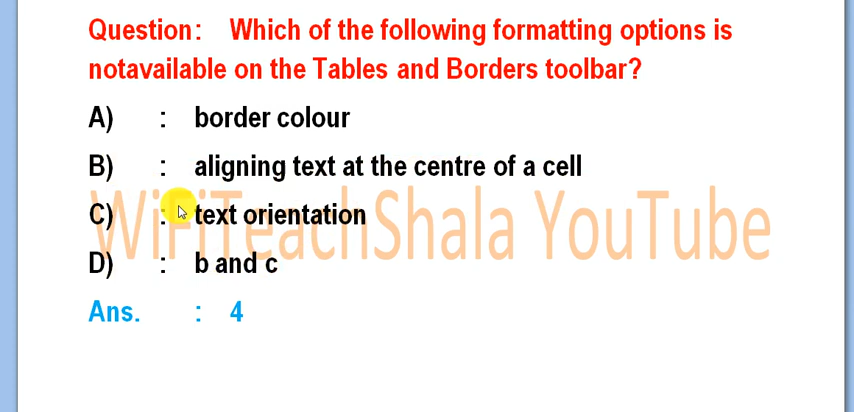 Question: Which of the following formatting options is
notavailable on the Tables and Borders toolbar?
A) : border colour
B) : aligning text at the centre of a cell
C) : text orientation
D) : b and c
Ans. : 4
WiFiTeachShala YouTube